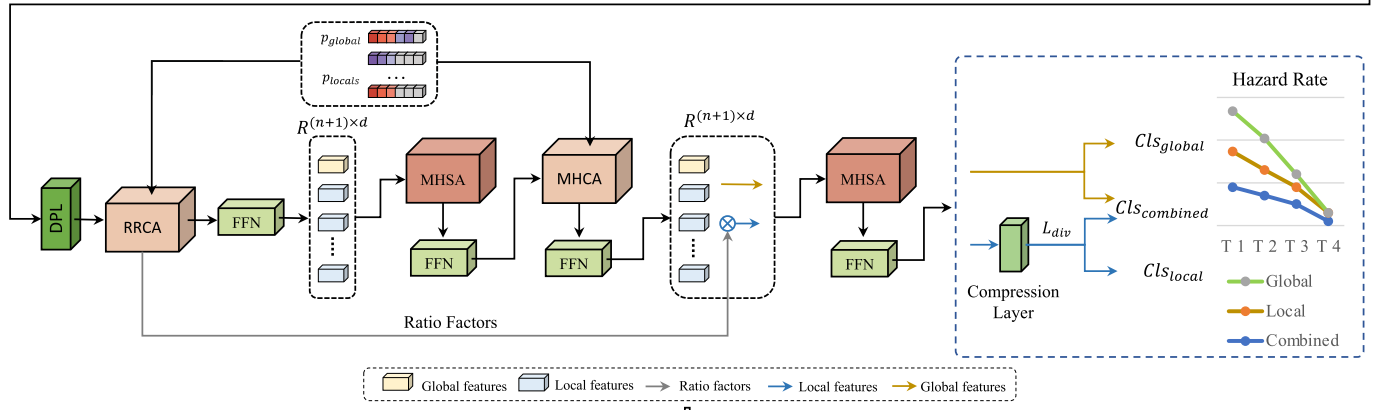 p_global
p_locals
...
R^(n+1)×d
R^(n+1)×d
DPL
RRCA
FFN
MHSA
FFN
MHCA
FFN
MHSA
FFN
Ratio Factors
Compression
Layer
L_div
Cls_global
Cls_combined
Cls_local
Hazard Rate
T 1 T 2 T 3 T 4
Global
Local
Combined
Global features Local features Ratio factors Local features Global features